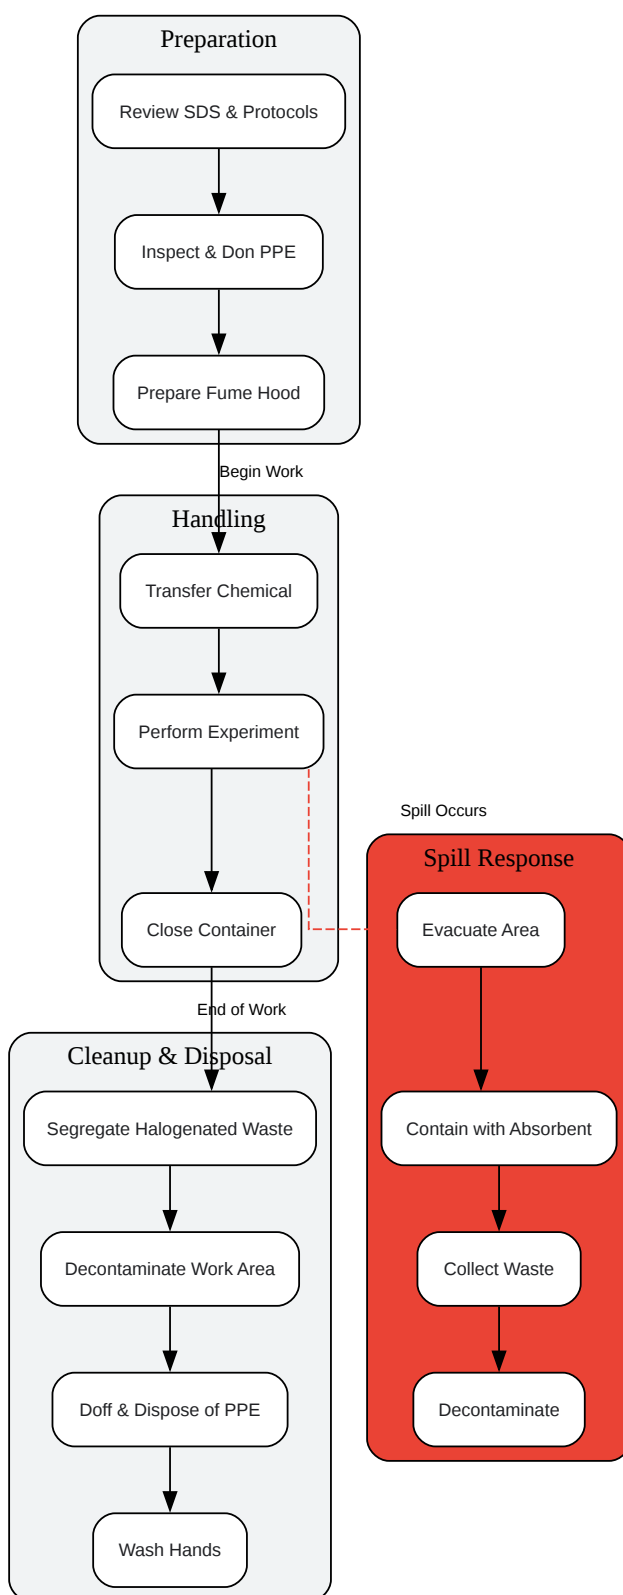 Preparation
Review SDS & Protocols
Inspect & Don PPE
Prepare Fume Hood
Begin Work
Handling
Transfer Chemical
Perform Experiment
Close Container
End of Work
Cleanup & Disposal
Segregate Halogenated Waste
Decontaminate Work Area
Doff & Dispose of PPE
Wash Hands
Spill Occurs
Spill Response
Evacuate Area
Contain with Absorbent
Collect Waste
Decontaminate